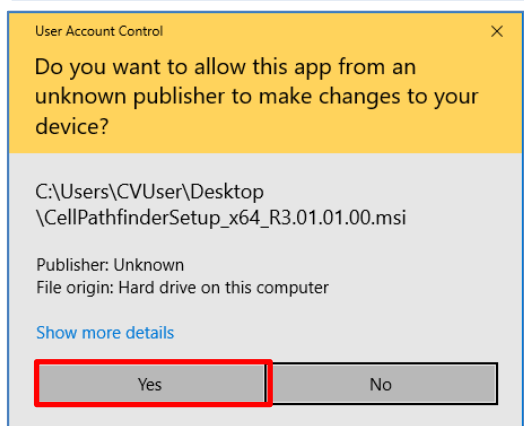 User Account Control
Do you want to allow this app from an
unknown publisher to make changes to your
device?
C:\Users\CVUser\Desktop
\CellPathfinderSetup_x64_R3.01.01.00.msi
Publisher: Unknown
File origin: Hard drive on this computer
Show more details
Yes No